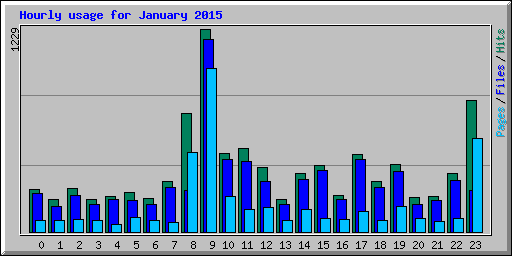 Hourly usage for January 2015
1229
Pages/Files/Hits
0 1 2 3 4 5 6 7 8 9 10 11 12 13 14 15 16 17 18 19 20 21 22 23